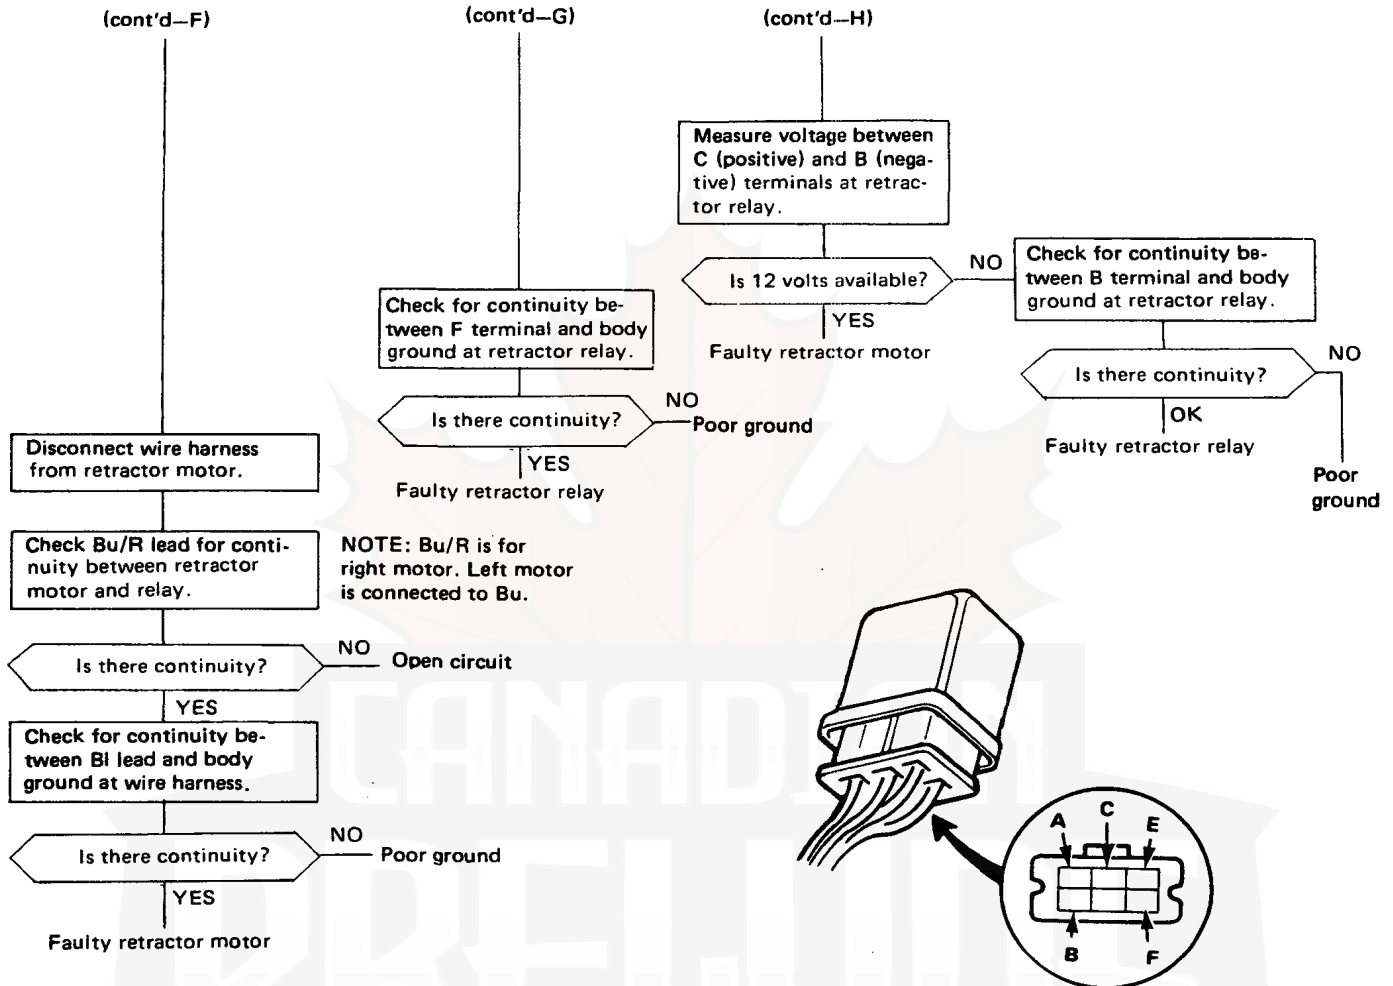 (cont'd—F)
(cont'd—G)
(cont'd—H)
Measure voltage between
C (positive) and B (nega-
tive) terminals at retrac-
tor relay.
Is 12 volts available?
NO
YES
Faulty retractor motor
Check for continuity be-
tween B terminal and body
ground at retractor relay.
Is there continuity?
NO
OK
Faulty retractor relay
Poor
ground
Check for continuity be-
tween F terminal and body
ground at retractor relay.
Is there continuity?
NO
Poor ground
YES
Faulty retractor relay
Disconnect wire harness
from retractor motor.
Check Bu/R lead for conti-
nuity between retractor
motor and relay.
NOTE: Bu/R is for
right motor. Left motor
is connected to Bu.
Is there continuity?
NO
Open circuit
YES
Check for continuity be-
tween Bl lead and body
ground at wire harness.
Is there continuity?
NO
Poor ground
YES
Faulty retractor motor
A
C
E
B
F
CANADIAN
PRELUDE